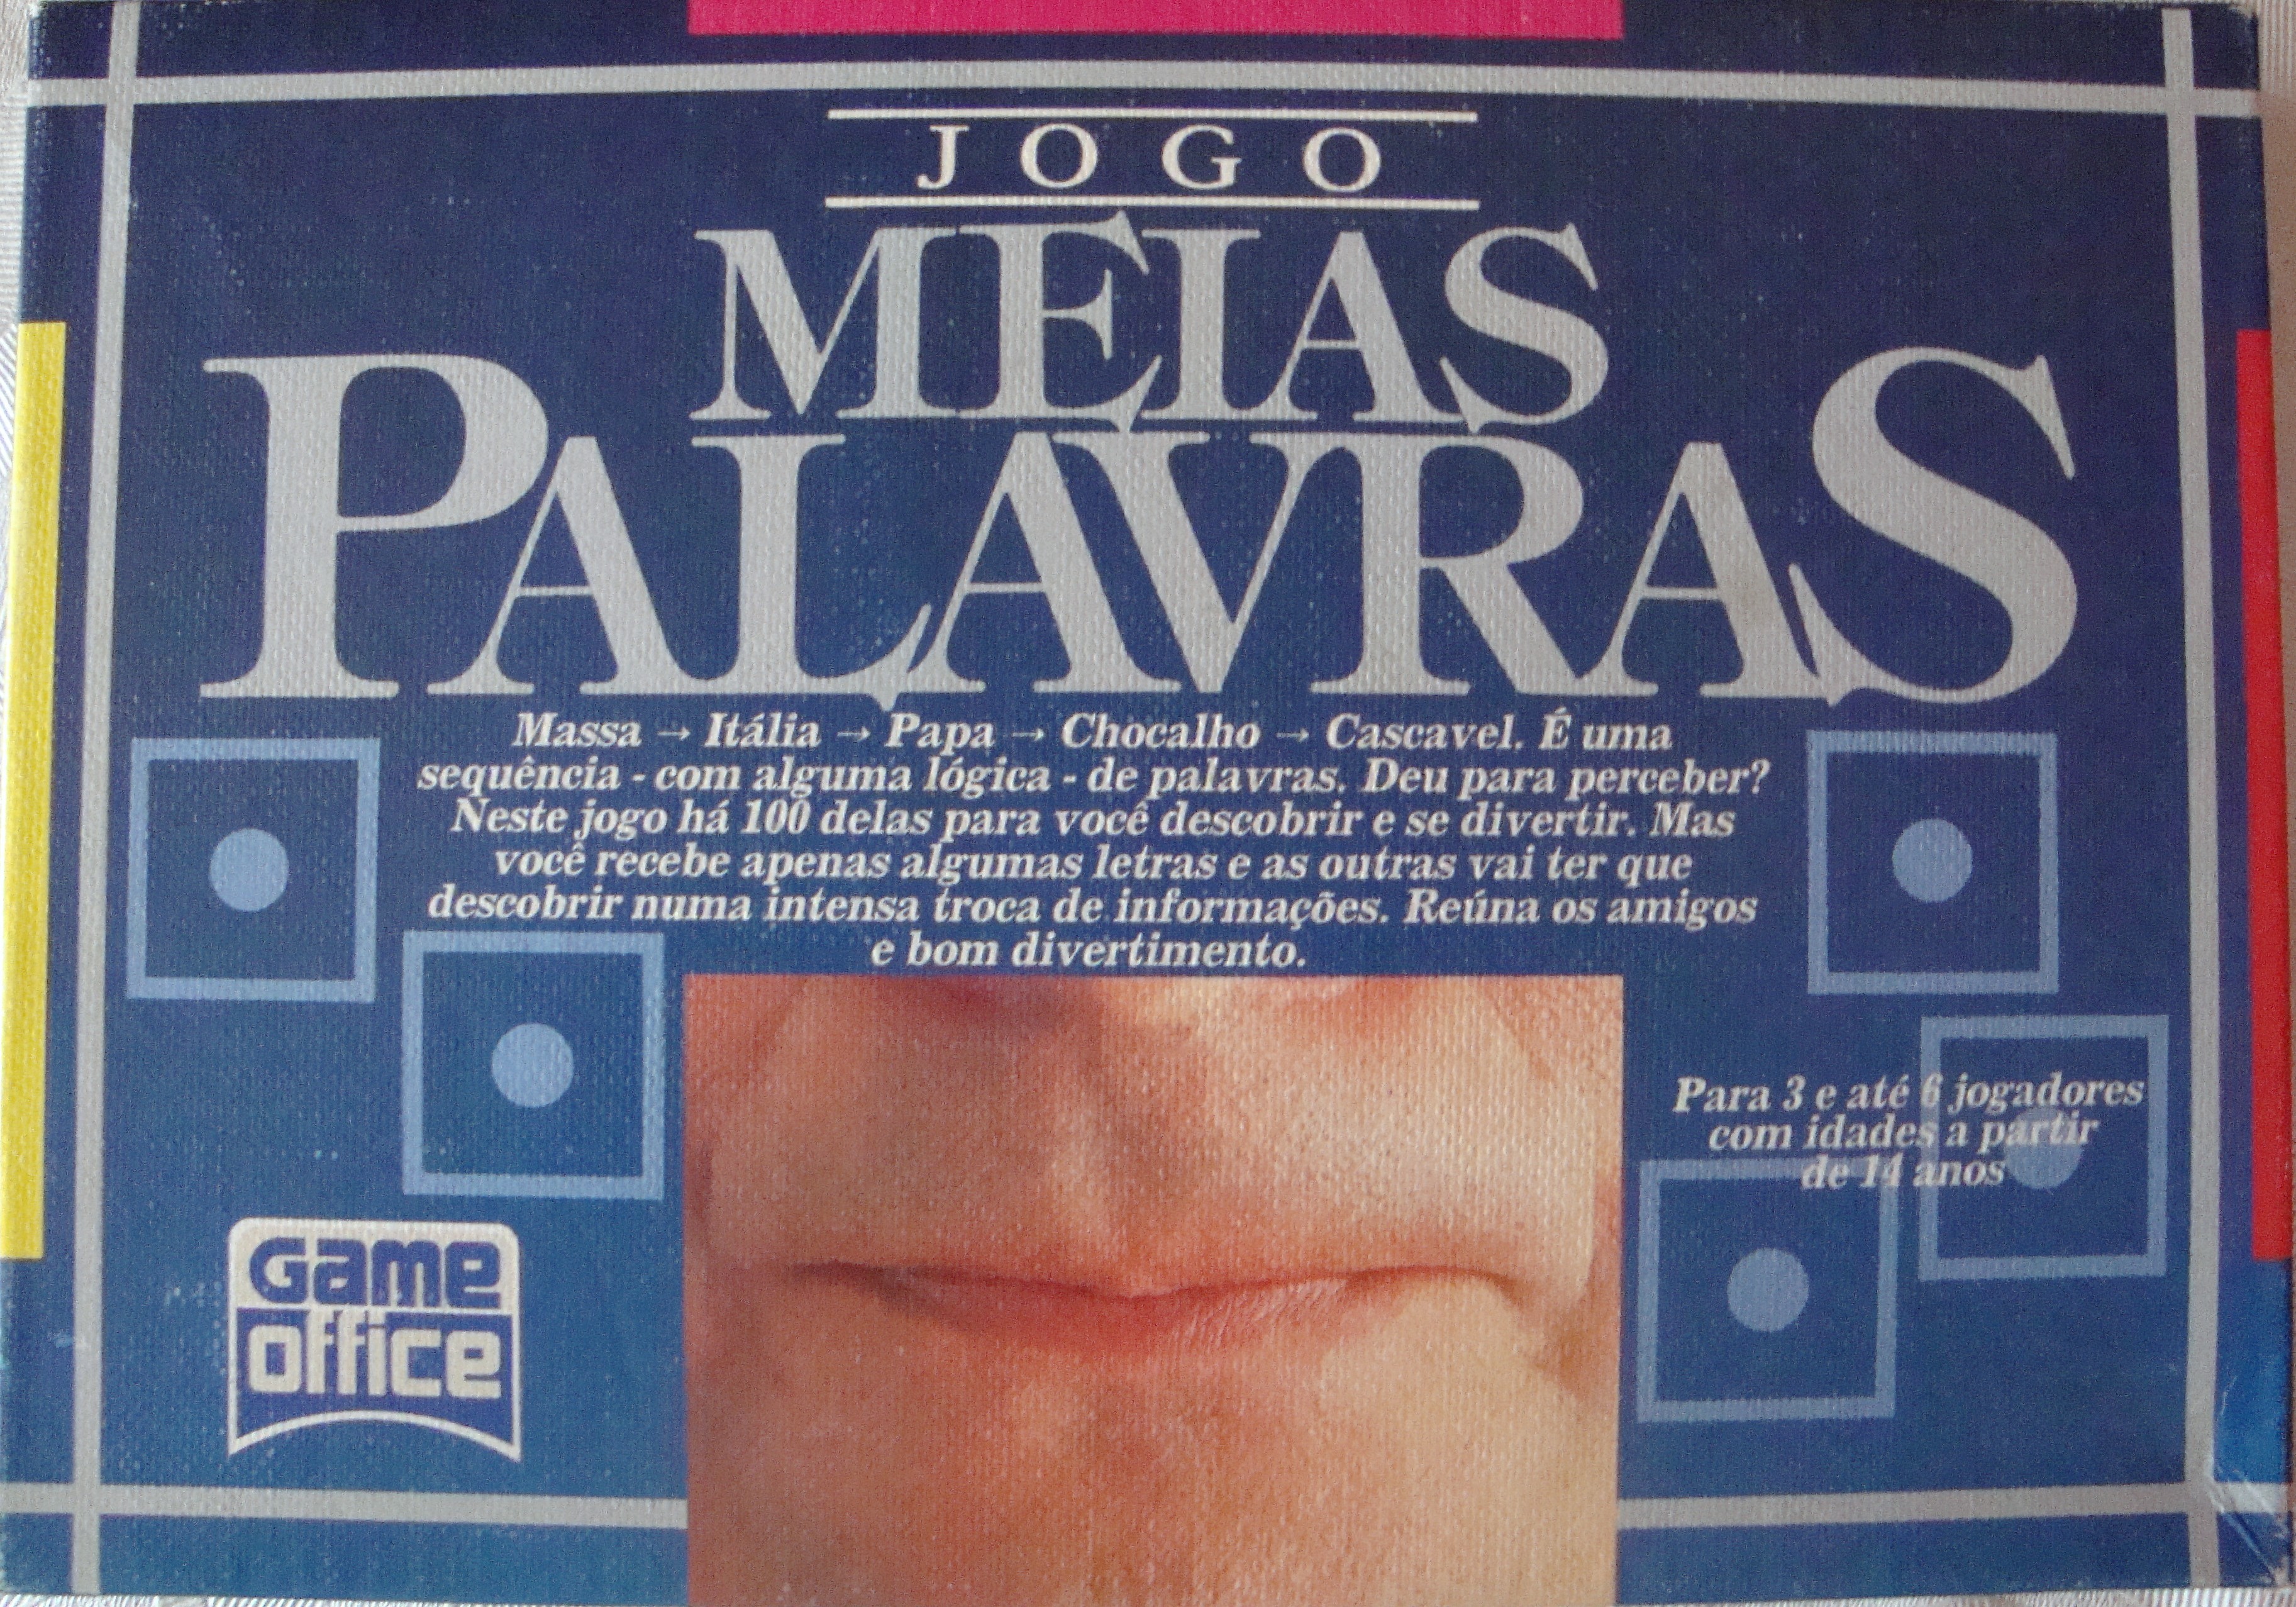 JOGO
MEIAS
PALAVRAS
Massa → Itália → Papa → Chocalho → Cascavel. É uma
sequência - com alguma lógica - de palavras. Deu para perceber?
Neste jogo há 100 delas para você descobrir e se divertir. Mas
você recebe apenas algumas letras e as outras vai ter que
descobrir numa intensa troca de informações. Reúna os amigos
e bom divertimento.
Para 3 e até 6 jogadores
com idades a partir
de 14 anos
Game
office